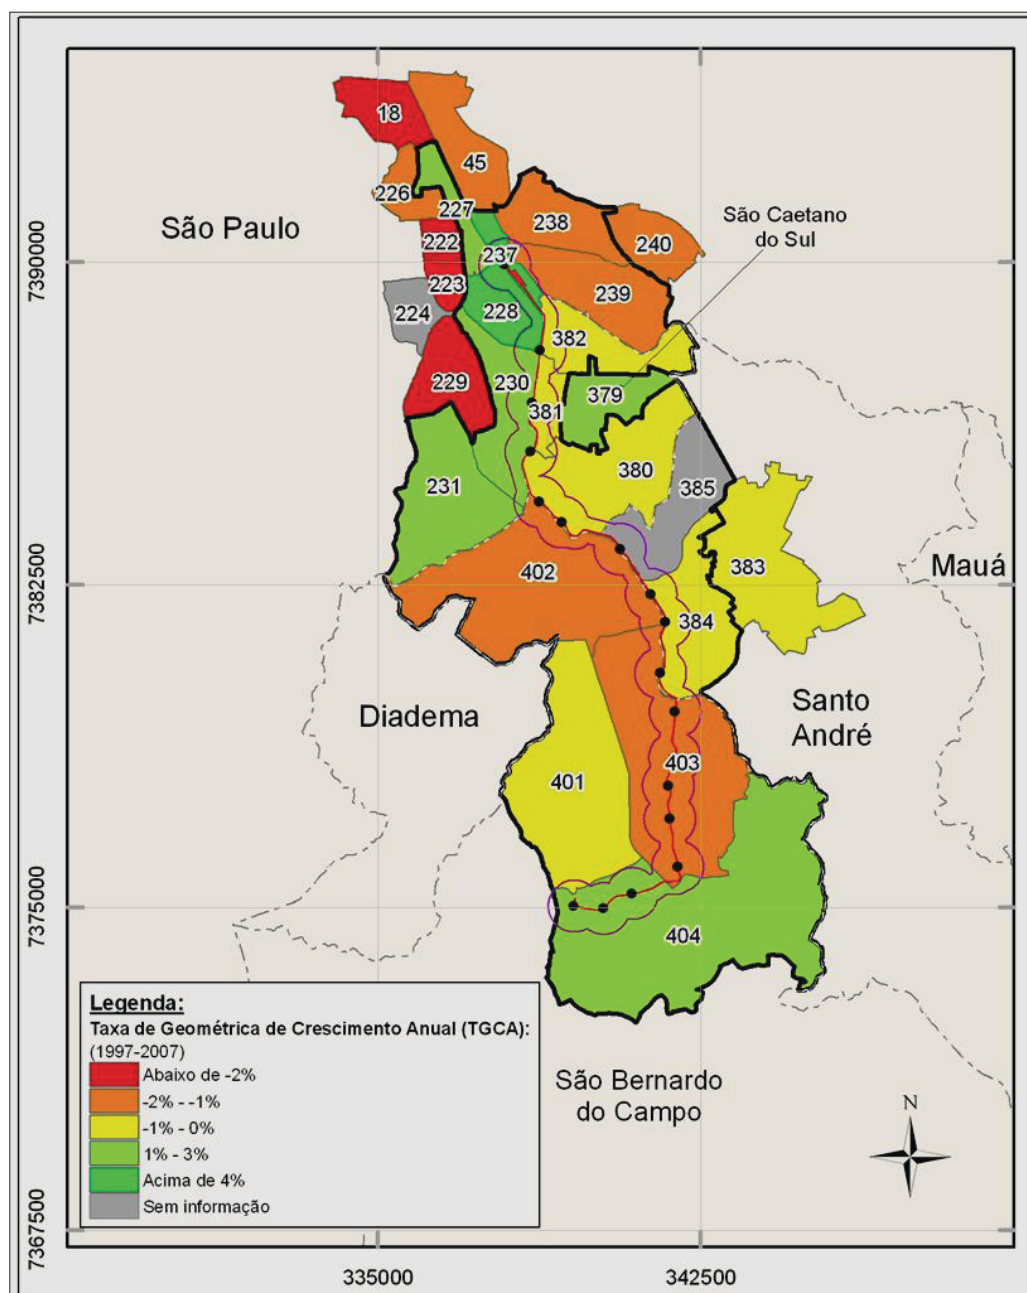 18
45
226
227
238
São Caetano
do Sul
São Paulo
222
240
237
7390000
223
239
224
228
382
229
230
379
381
380
231
385
402
383
Mauá
7382500
384
Santo
André
Diadema
403
401
7375000
404
Legenda:
Taxa de Geométrica de Crescimento Anual (TGCA):
(1997-2007)
Abaixo de -2%
-2% - -1%
-1% - 0%
1% - 3%
Acima de 4%
Sem informação
São Bernardo
do Campo
N
7367500
335000
342500